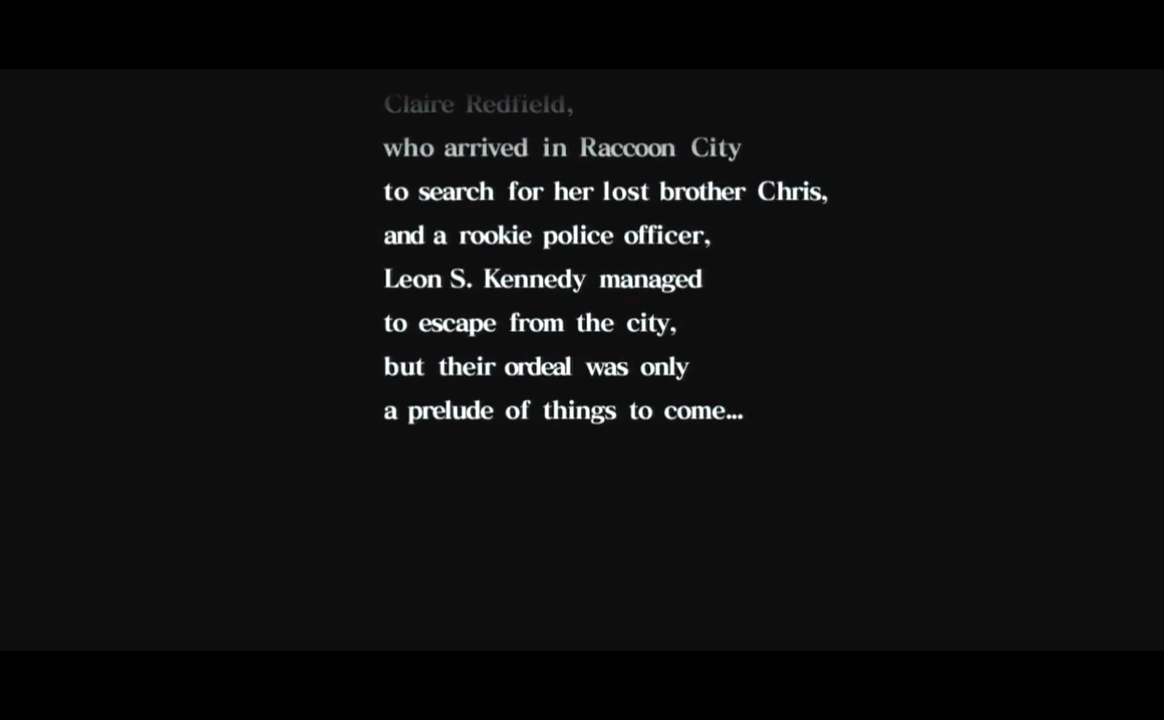 Claire Redfield,
who arrived in Raccoon City
to search for her lost brother Chris,
and a rookie police officer,
Leon S. Kennedy managed
to escape from the city,
but their ordeal was only
a prelude of things to come...